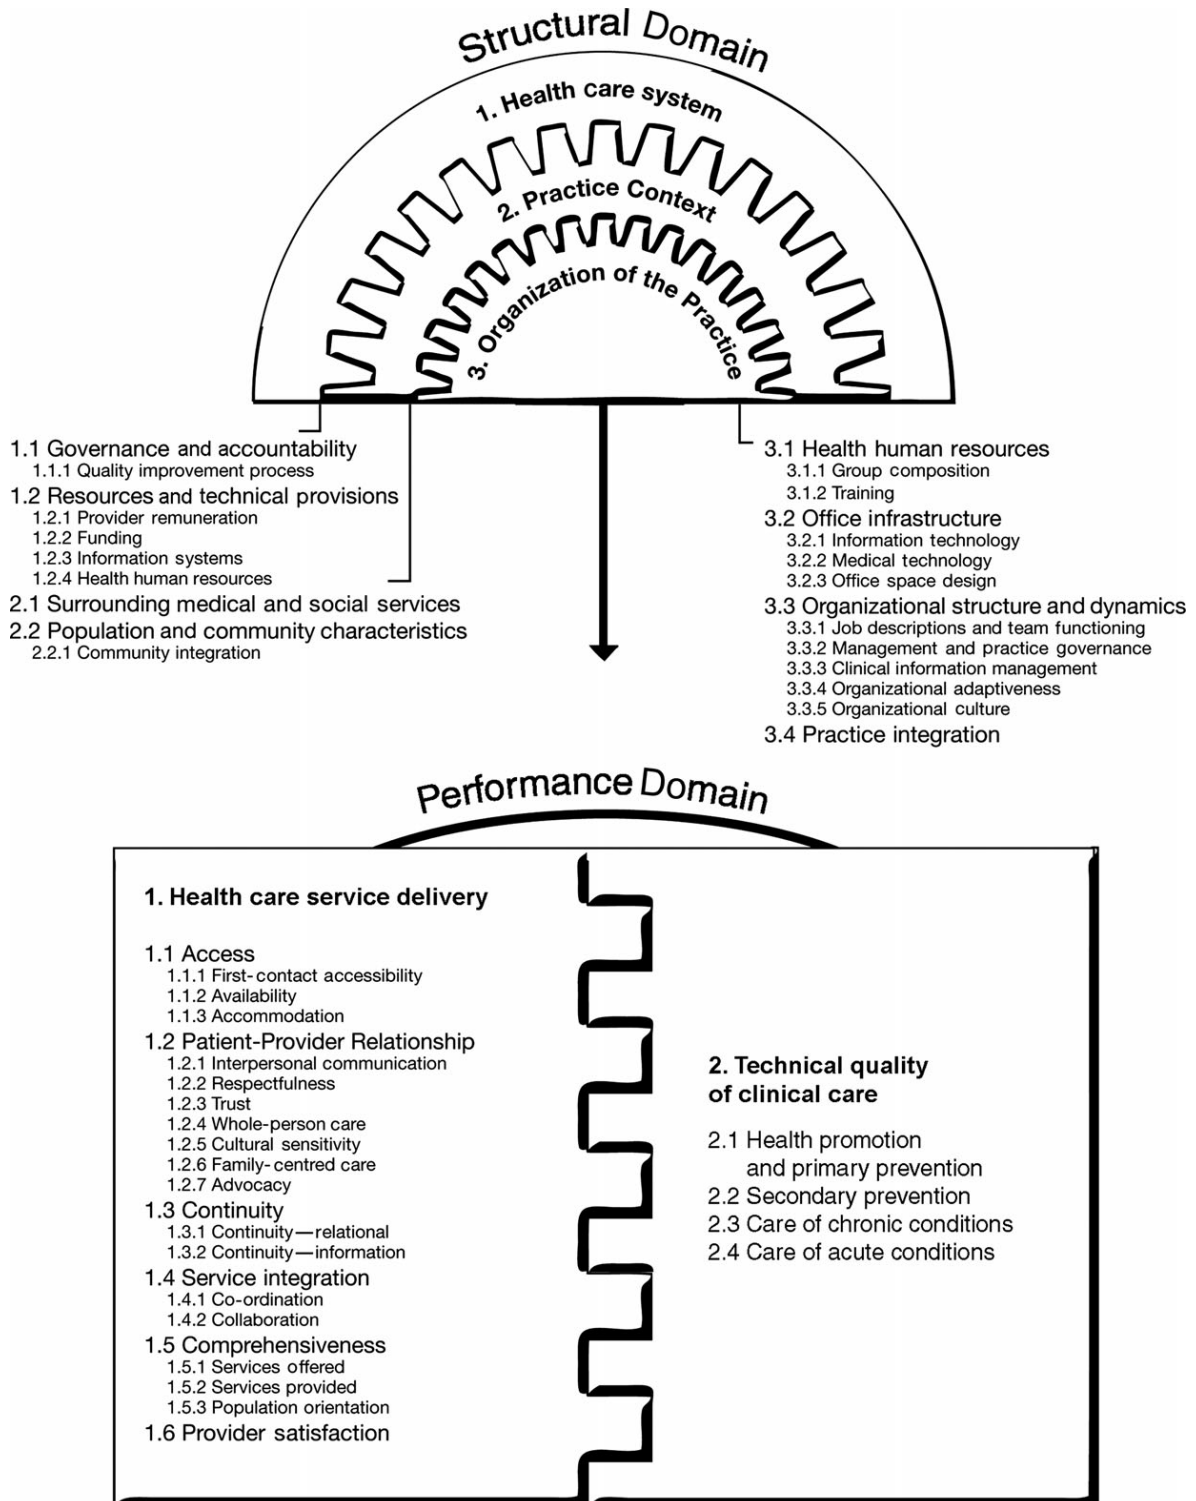 Structural Domain
1. Health care system
2. Practice Context
3. Organization of the Practice
1.1 Governance and accountability
1.1.1 Quality improvement process
1.2 Resources and technical provisions
1.2.1 Provider remuneration
1.2.2 Funding
1.2.3 Information systems
1.2.4 Health human resources
2.1 Surrounding medical and social services
2.2 Population and community characteristics
2.2.1 Community integration
3.1 Health human resources
3.1.1 Group composition
3.1.2 Training
3.2 Office infrastructure
3.2.1 Information technology
3.2.2 Medical technology
3.2.3 Office space design
3.3 Organizational structure and dynamics
3.3.1 Job descriptions and team functioning
3.3.2 Management and practice governance
3.3.3 Clinical information management
3.3.4 Organizational adaptiveness
3.3.5 Organizational culture
3.4 Practice integration
Performance Domain
1. Health care service delivery
1.1 Access
1.1.1 First-contact accessibility
1.1.2 Availability
1.1.3 Accommodation
1.2 Patient-Provider Relationship
1.2.1 Interpersonal communication
1.2.2 Respectfulness
1.2.3 Trust
1.2.4 Whole-person care
1.2.5 Cultural sensitivity
1.2.6 Family-centred care
1.2.7 Advocacy
1.3 Continuity
1.3.1 Continuity—relational
1.3.2 Continuity—information
1.4 Service integration
1.4.1 Co-ordination
1.4.2 Collaboration
1.5 Comprehensiveness
1.5.1 Services offered
1.5.2 Services provided
1.5.3 Population orientation
1.6 Provider satisfaction
2. Technical quality
of clinical care
2.1 Health promotion
and primary prevention
2.2 Secondary prevention
2.3 Care of chronic conditions
2.4 Care of acute conditions